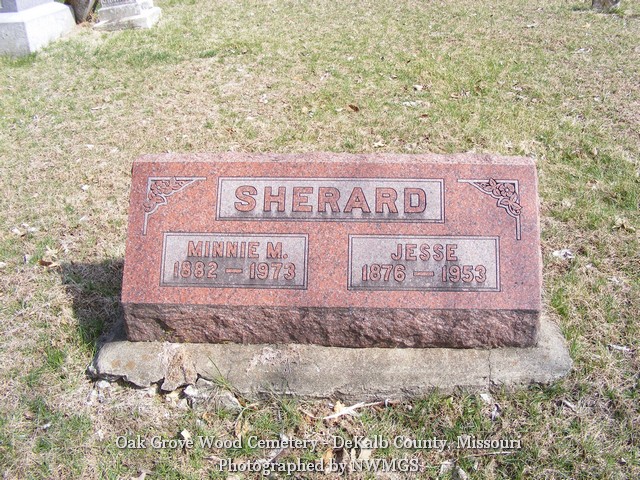 SHERARD
MINNIE M.
1882 — 1973
JESSE
1876 — 1953
Oak Grove Wood Cemetery - DeKalb County, Missouri
Photographed by NWMGS